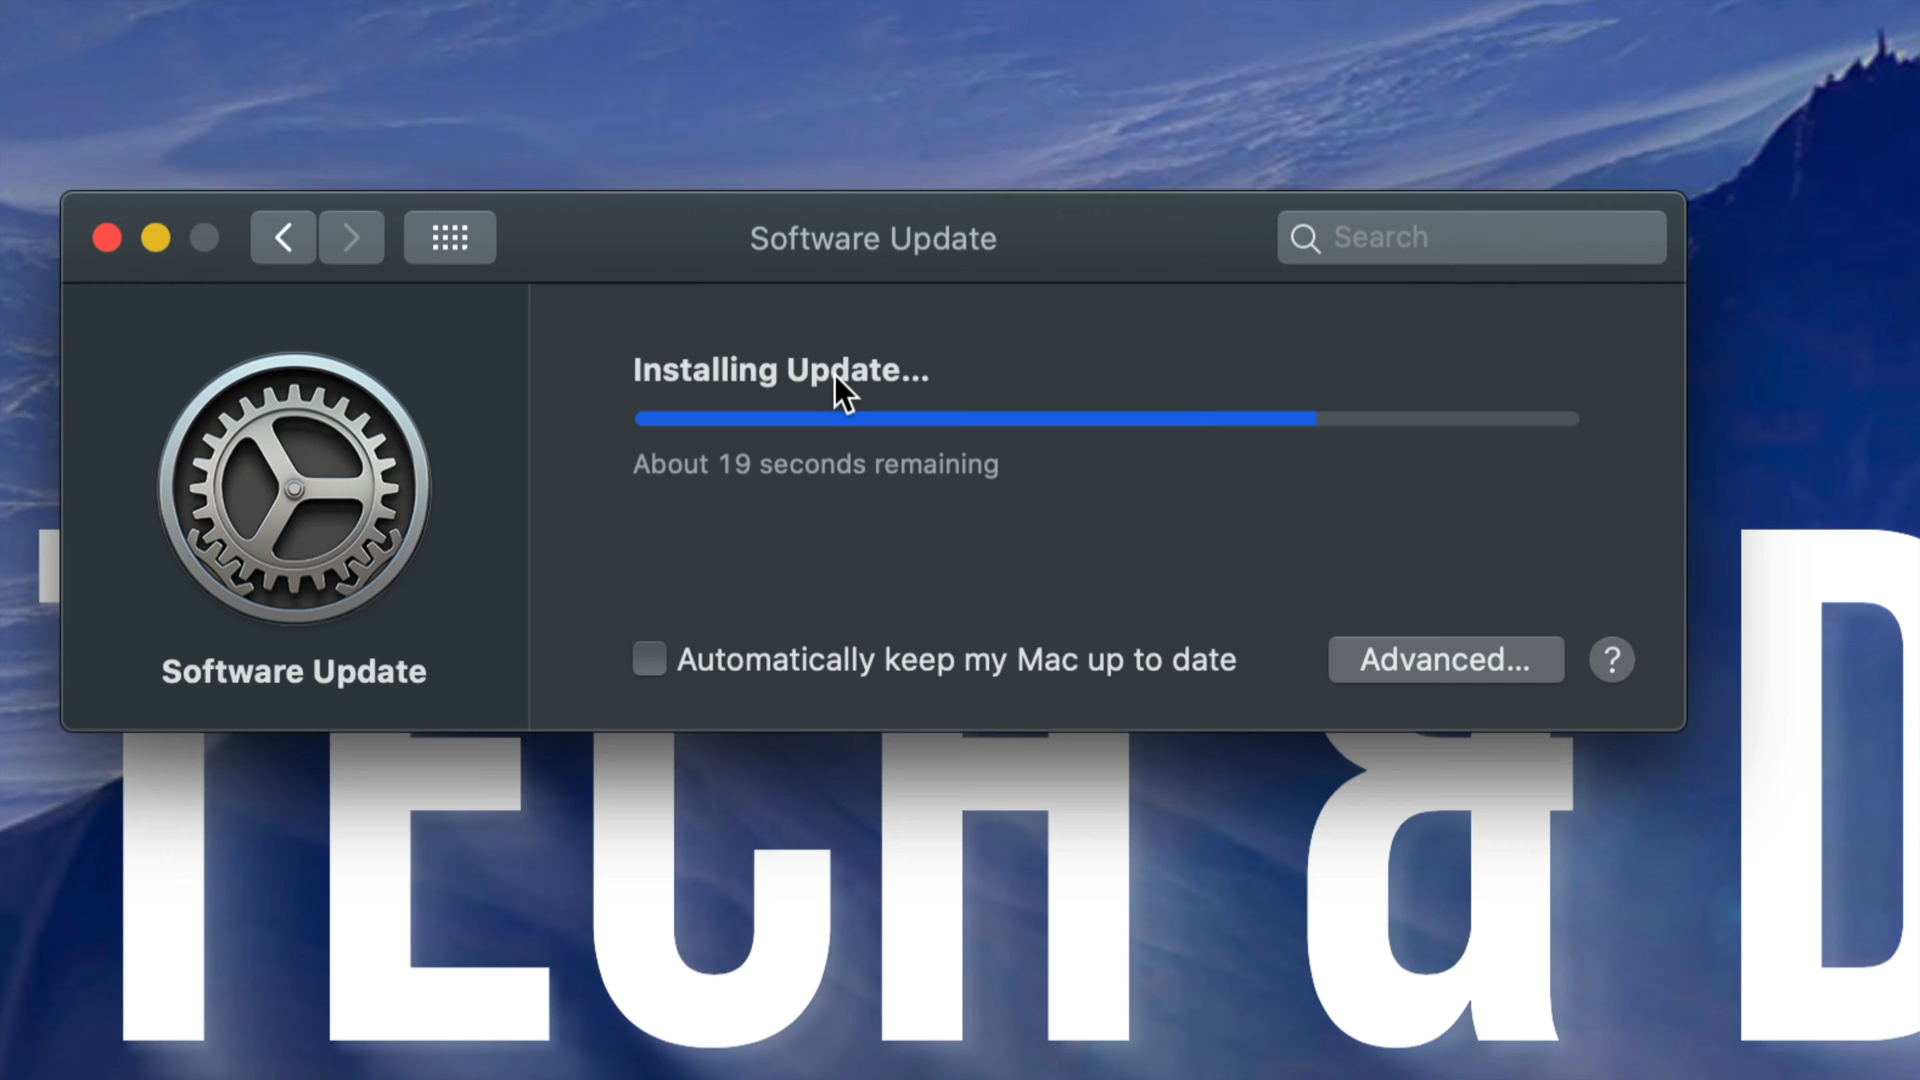 Software Update
Search
Installing Update...
About 19 seconds remaining
Automatically keep my Mac up to date
Advanced...
?
Software Update
TECH & D